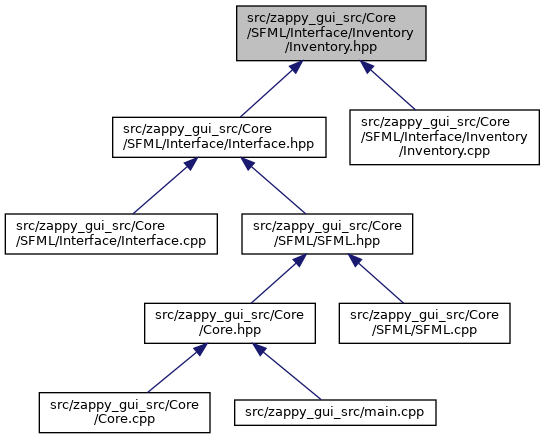 src/zappy_gui_src/Core
/SFML/Interface/Inventory
/Inventory.hpp
src/zappy_gui_src/Core
/SFML/Interface/Interface.hpp
src/zappy_gui_src/Core
/SFML/Interface/Inventory
/Inventory.cpp
src/zappy_gui_src/Core
/SFML/Interface/Interface.cpp
src/zappy_gui_src/Core
/SFML/SFML.hpp
src/zappy_gui_src/Core
/Core.hpp
src/zappy_gui_src/Core
/SFML/SFML.cpp
src/zappy_gui_src/Core
/Core.cpp
src/zappy_gui_src/main.cpp